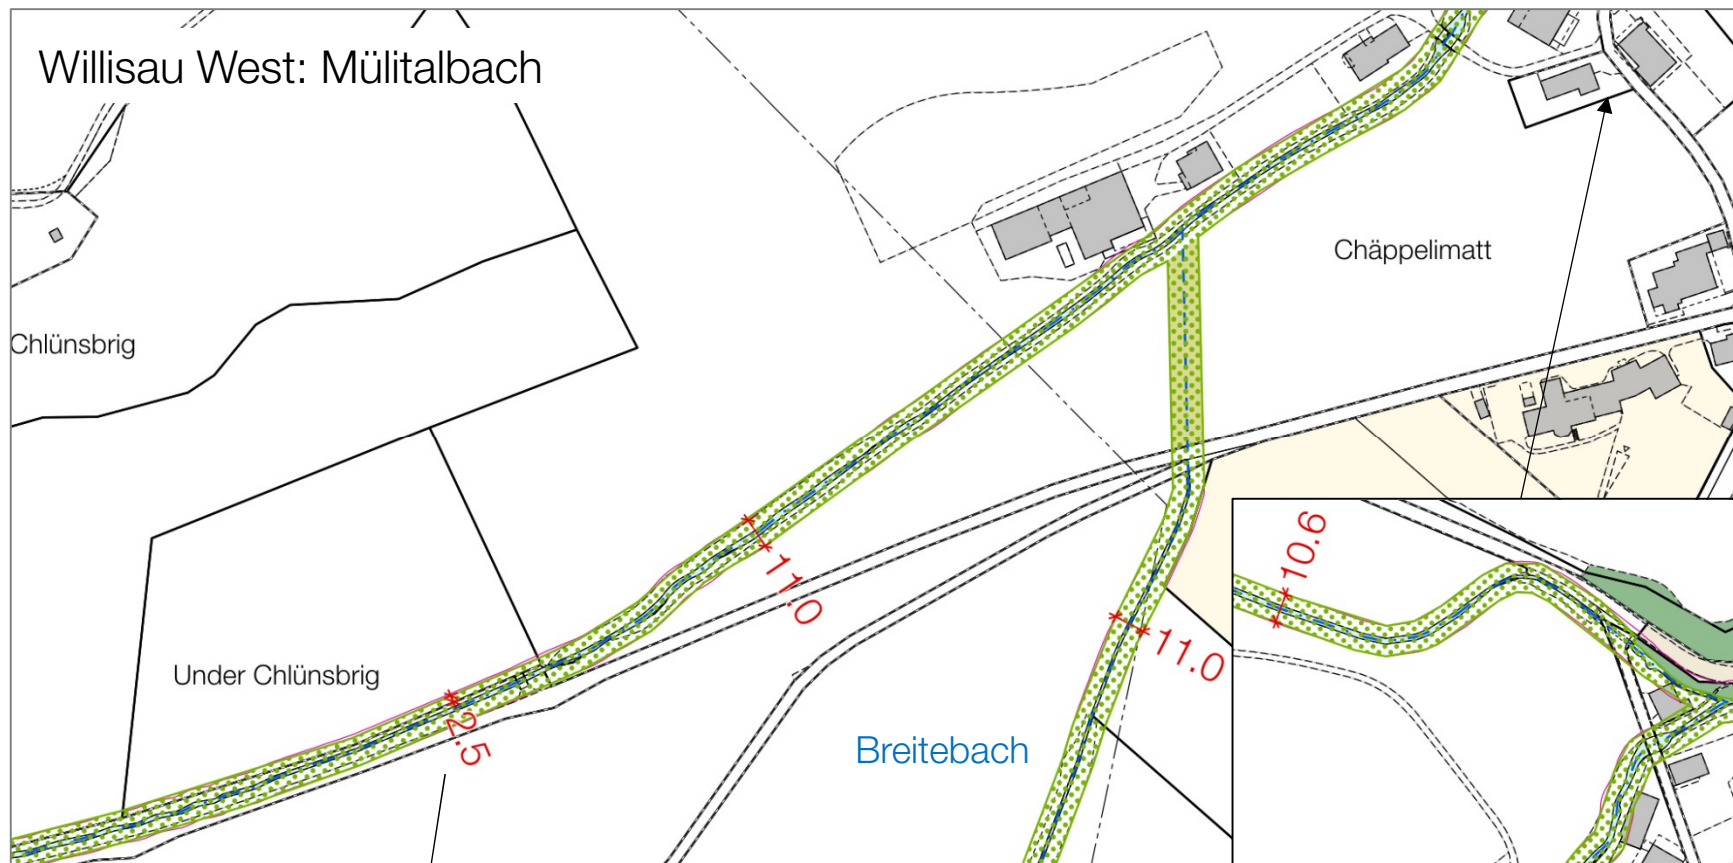 Willisau West: Mülitalbach
Chäppelimatt
Chlünsbrig
10.6
11.0
11.0
Under Chlünsbrig
2.5
Breitebach